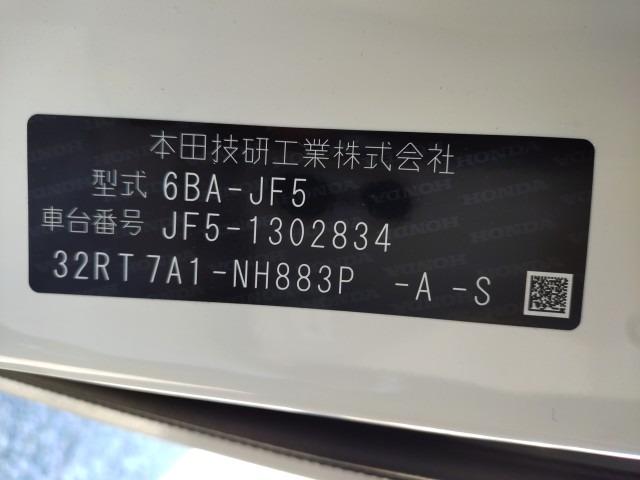 本田技研工業株式会社
型式 6BA-JF5
車台番号 JF5-1302834
32RT7A1-NH883P -A-S